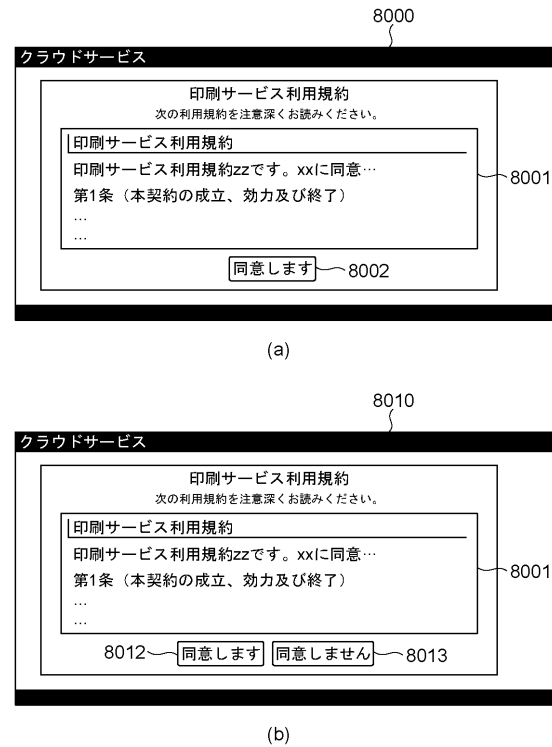 8000
クラウドサービス
印刷サービス利用規約
次の利用規約を注意深くお読みください。
印刷サービス利用規約
印刷サービス利用規約zzです。xxに同意…
第1条（本契約の成立、効力及び終了）
…
…
8001
同意します
8002
(a)
8010
クラウドサービス
印刷サービス利用規約
次の利用規約を注意深くお読みください。
印刷サービス利用規約
印刷サービス利用規約zzです。xxに同意…
第1条（本契約の成立、効力及び終了）
…
…
8001
8012
同意します
同意しません
8013
(b)